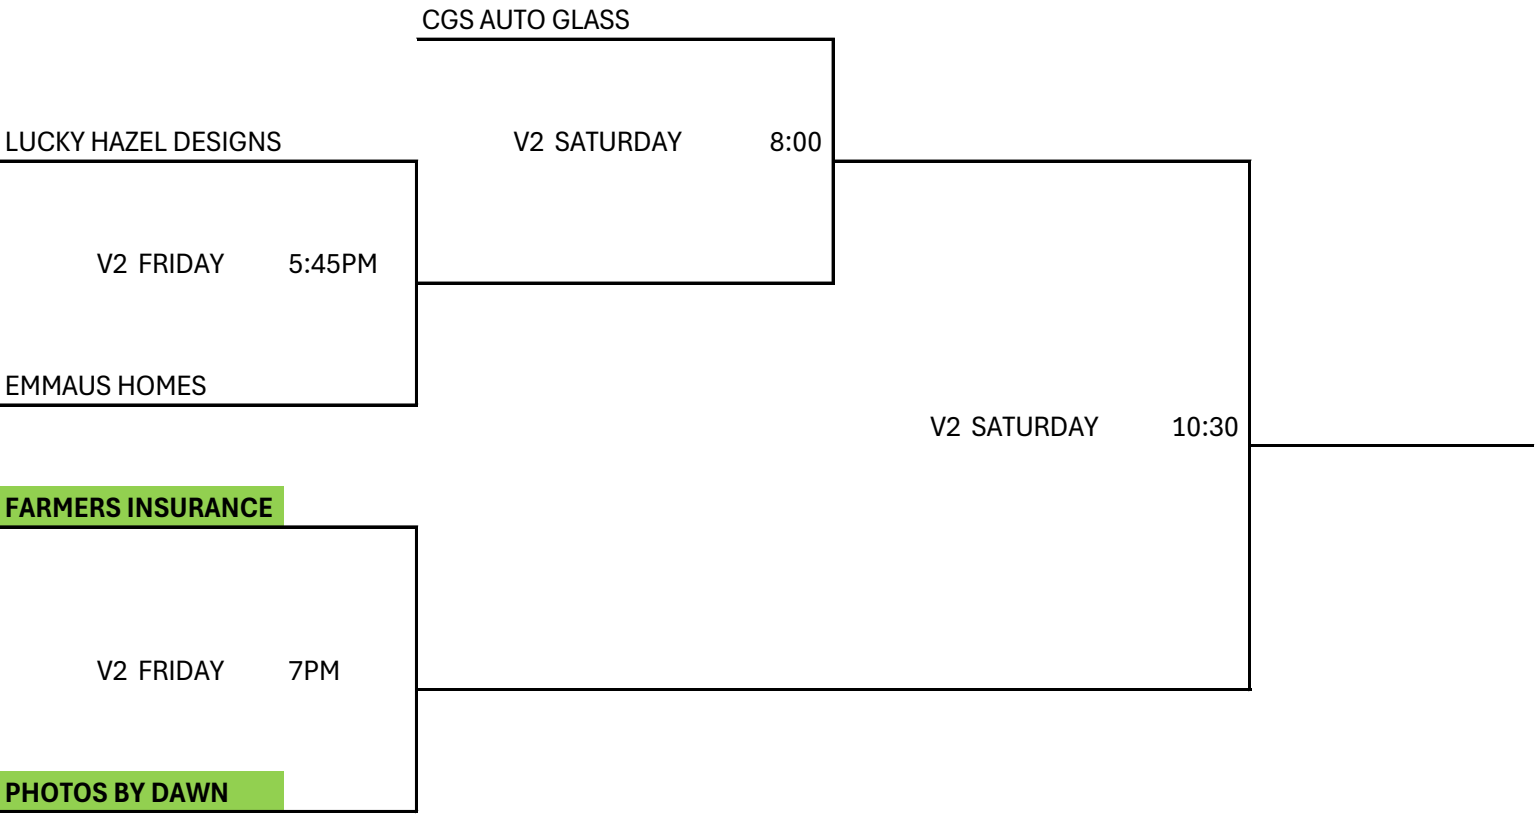 CGS AUTO GLASS
LUCKY HAZEL DESIGNS
V2 SATURDAY 8:00
V2 FRIDAY 5:45PM
EMMAUS HOMES
V2 SATURDAY 10:30
FARMERS INSURANCE
V2 FRIDAY 7PM
PHOTOS BY DAWN